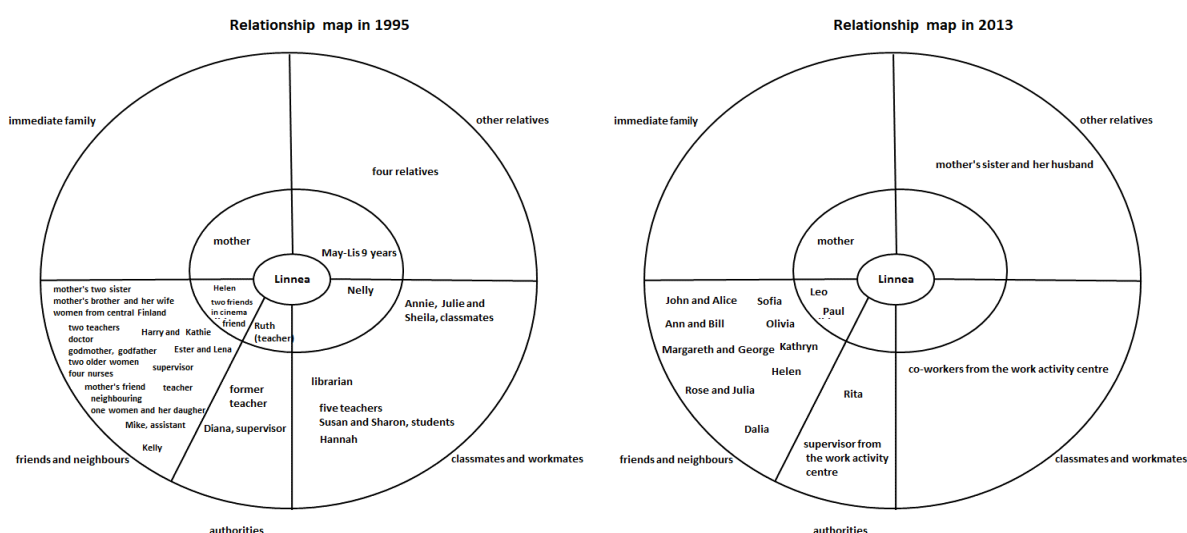 Relationship map in 1995
immediate family
other relatives
four relatives
mother
May-Lis 9 years
Linnea
mother's two sister
mother's brother and her wife
women from central Finland
two teachers
doctor
godmother, godfather
two older women
four nurses
mother's friend
neighbouring
one women and her daugher
Harry and Kathie
Ester and Lena
supervisor
teacher
Mike, assistant
Kelly
Helen
two friends
in cinema
friend
Ruth
(teacher)
Nelly
Annie, Julie and
Sheila, classmates
former
teacher
Diana, supervisor
librarian
five teachers
Susan and Sharon, students
Hannah
friends and neighbours
authorities
classmates and workmates
Relationship map in 2013
immediate family
other relatives
mother's sister and her husband
mother
Linnea
John and Alice
Sofia
Leo
Paul
Ann and Bill
Olivia
Margareth and George
Kathryn
Helen
Rose and Julia
Dalia
Rita
supervisor from
the work activity
centre
co-workers from the work activity centre
friends and neighbours
authorities
classmates and workmates